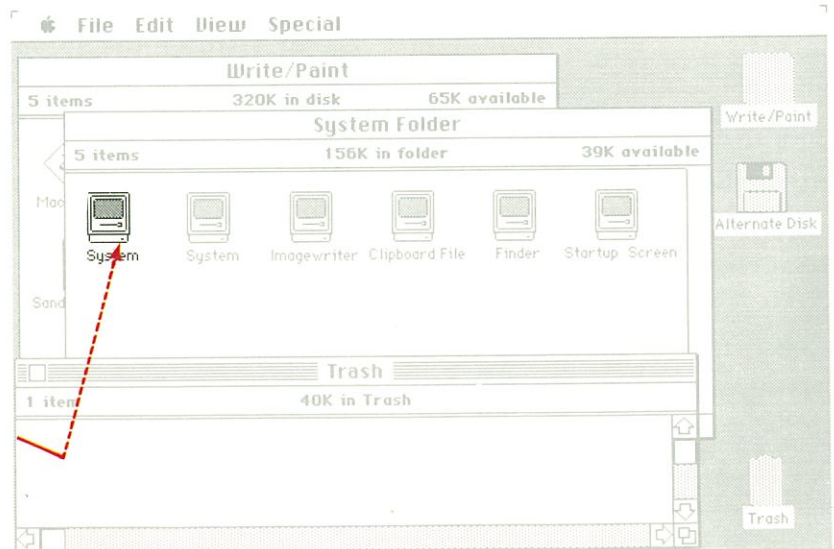 File Edit View Special
Write/Paint
5 items 320K in disk 65K available
Write/Paint
System Folder
5 items 156K in folder 39K available
Mac
System System Imagewriter Clipboard File Finder Startup Screen
Alternate Disk
Sand
Trash
1 item 40K in Trash
Trash